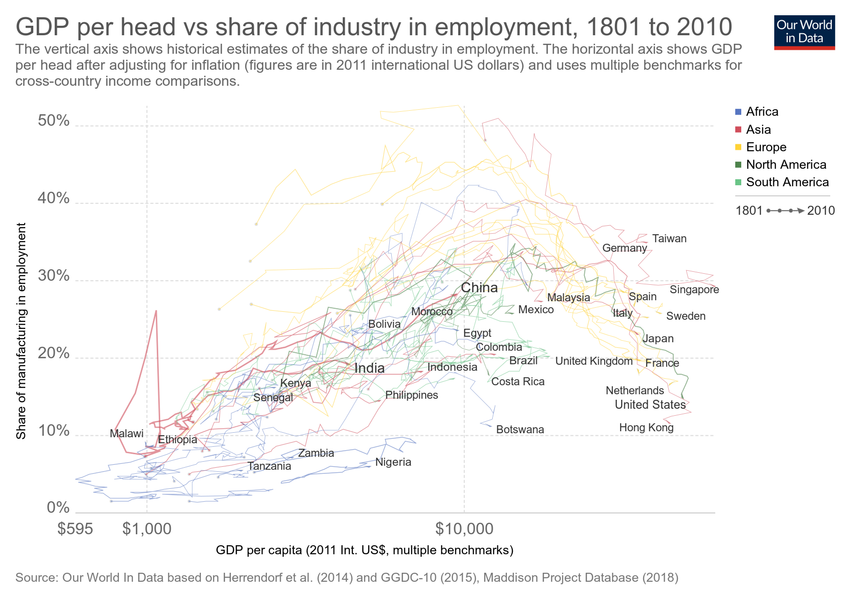 GDP per head vs share of industry in employment, 1801 to 2010
Our World
in Data
The vertical axis shows historical estimates of the share of industry in employment. The horizontal axis shows GDP
per head after adjusting for inflation (figures are in 2011 international US dollars) and uses multiple benchmarks for
cross-country income comparisons.
50%
40%
30%
20%
10%
0%
Share of manufacturing in employment
Africa
Asia
Europe
North America
South America
1801
2010
Taiwan
Germany
Singapore
China
Malaysia
Spain
Morocco
Mexico
Italy
Sweden
Bolivia
Egypt
Japan
Colombia
Brazil
United Kingdom
France
India
Indonesia
Kenya
Costa Rica
Senegal
Philippines
Netherlands
United States
Malawi
Ethiopia
Botswana
Hong Kong
Zambia
Tanzania
Nigeria
$595
$1,000
$10,000
GDP per capita (2011 Int. US$, multiple benchmarks)
Source: Our World In Data based on Herrendorf et al. (2014) and GGDC-10 (2015), Maddison Project Database (2018)